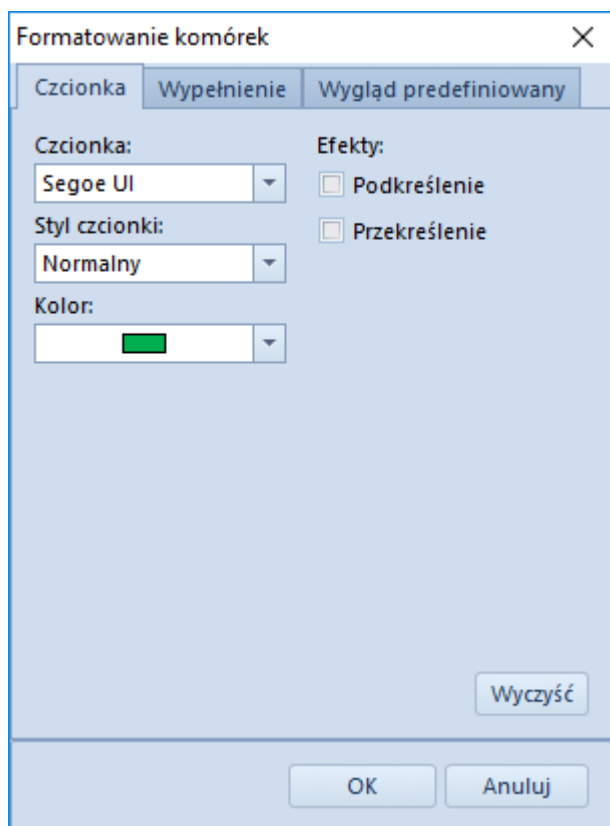 Formatowanie komórek
Czcionka Wypełnienie Wygląd predefiniowany
Czcionka: Efekty:
Segoe UI Podkreślenie
Styl czcionki: Przekreślenie
Normalny
Kolor:
Wyczyść
OK Anuluj